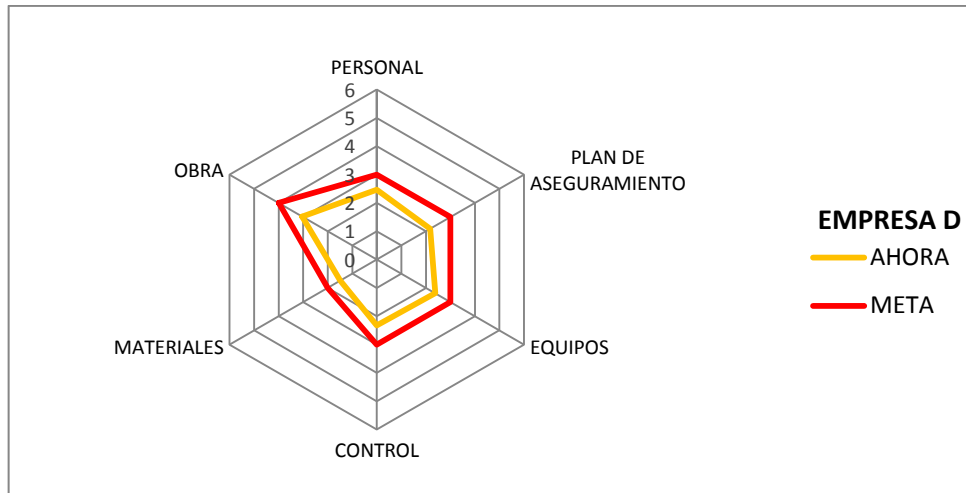 PERSONAL
6
5
4
3
2
1
0
PLAN DE
ASEGURAMIENTO
OBRA
MATERIALES
EQUIPOS
CONTROL
EMPRESA D
AHORA
META